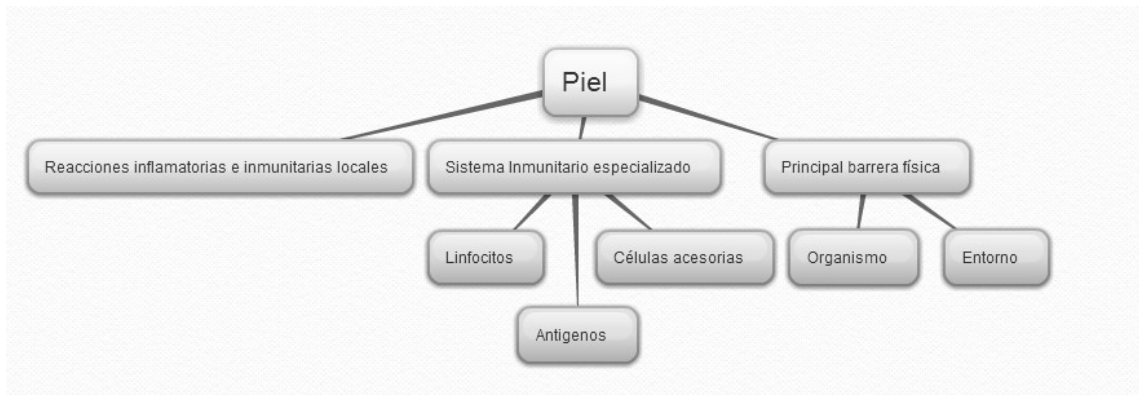 Piel
Reacciones inflamatorias e inmunitarias locales
Sistema Inmunitario especializado
Principal barrera física
Linfocitos
Células acesorias
Organismo
Entorno
Antigenos